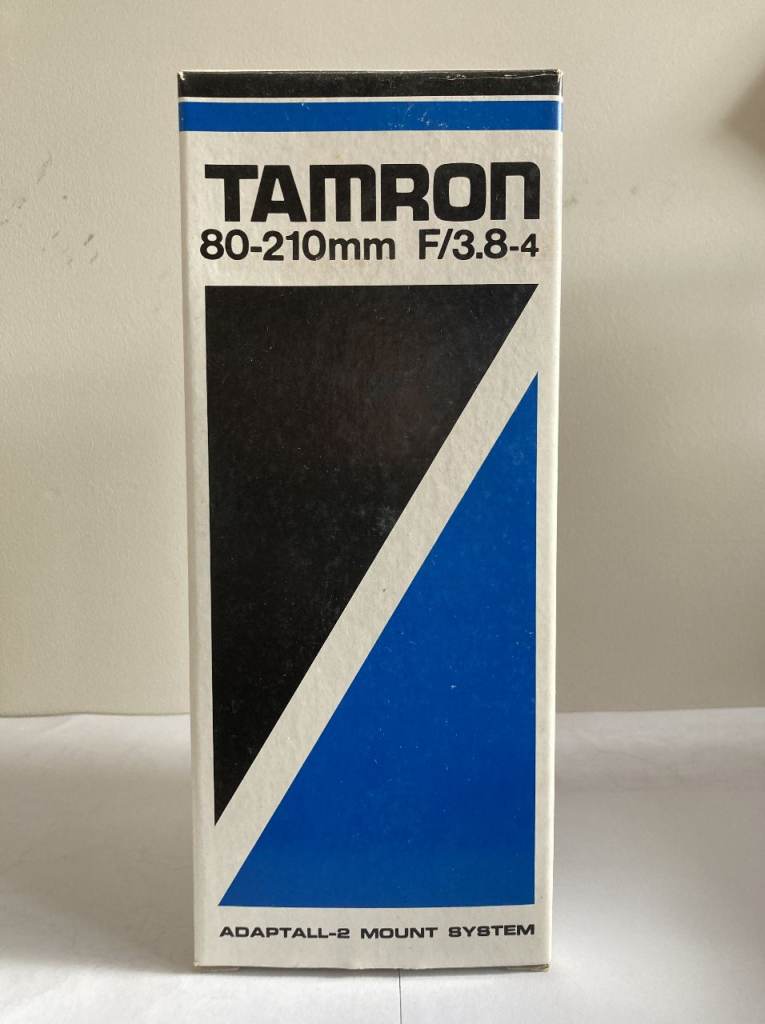 TAMRON
80-210mm F/3.8-4
ADAPTALL-2 MOUNT SYSTEM